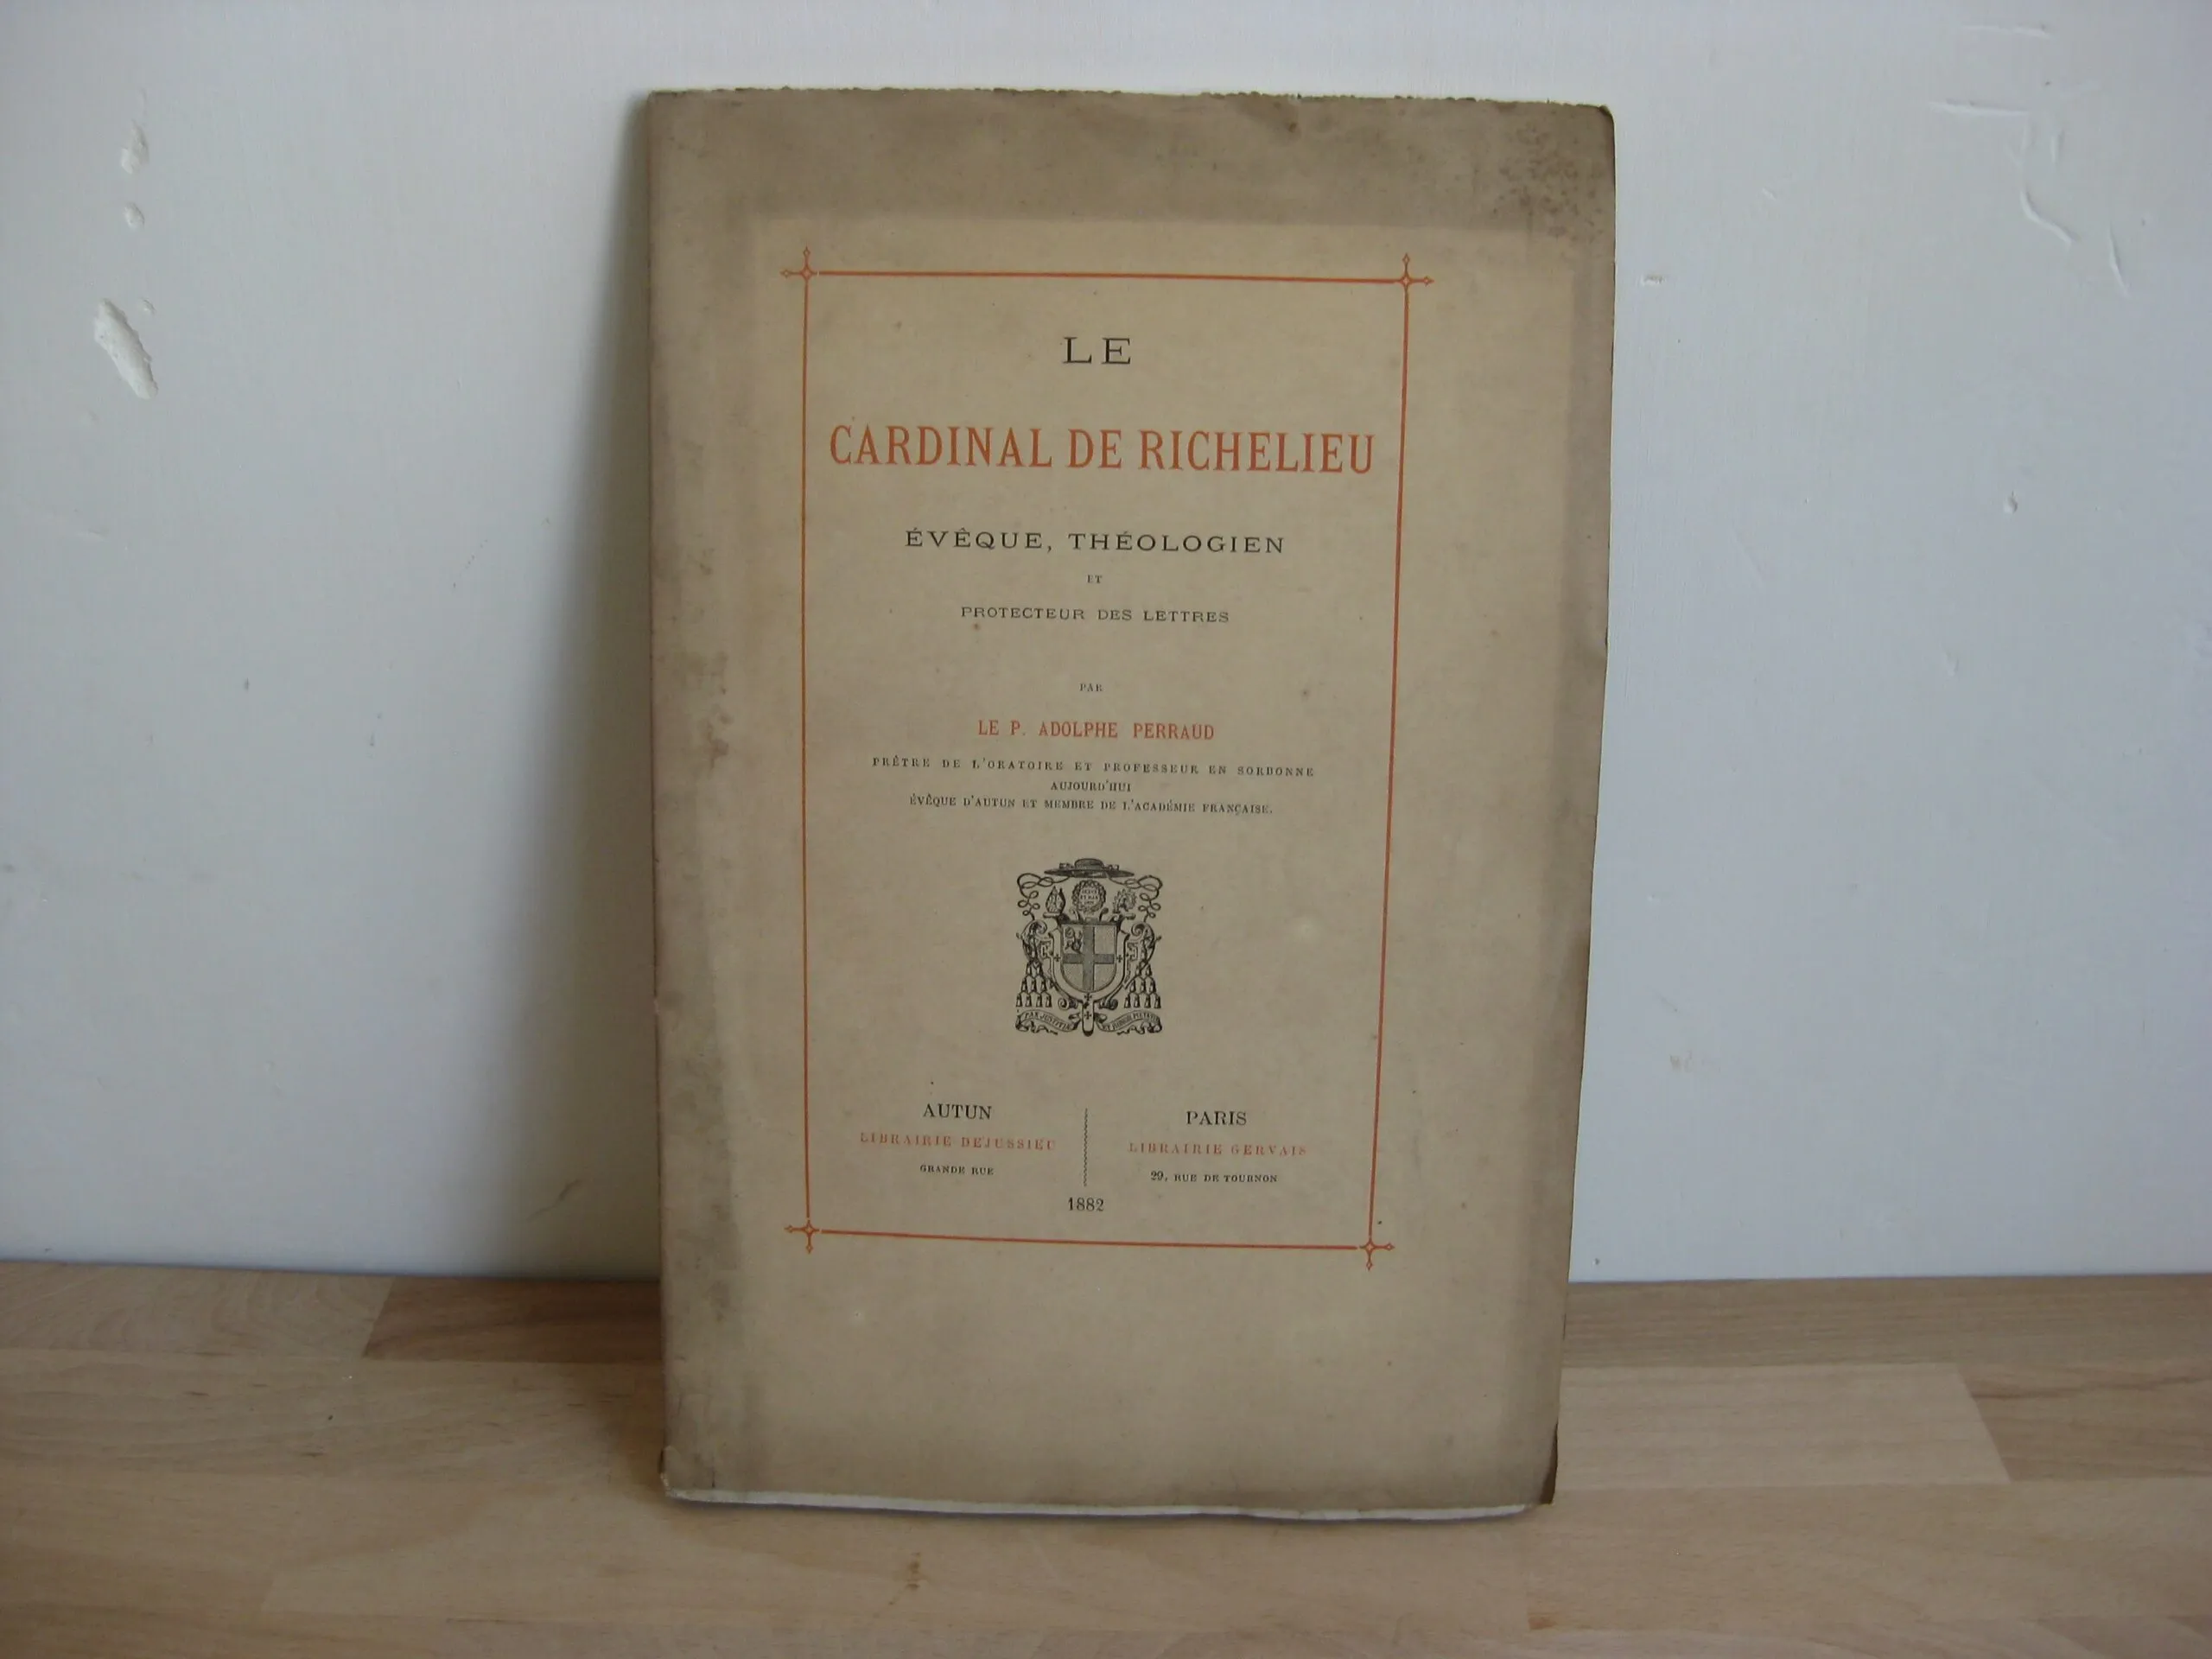 LE
CARDINAL DE RICHELIEU
ÉVÊQUE, THÉOLOGIEN
ET
PROTECTEUR DES LETTRES
PAR
LE P. ADOLPHE PERRAUD
PRÊTRE DE L'ORATOIRE ET PROFESSEUR EN SORBONNE
AUJOURD'HUI
ÉVÊQUE D'AUTUN ET MEMBRE DE L'ACADÉMIE FRANÇAISE.
AUTUN
LIBRAIRIE DEJUSSIEU
GRANDE RUE
PARIS
LIBRAIRIE GERVAIS
29, RUE DE TOURNON
1882